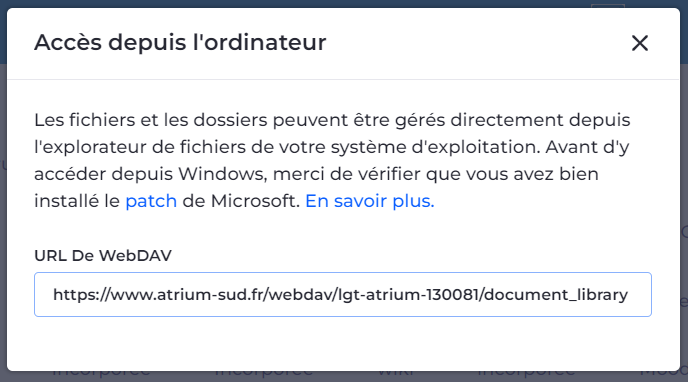 Accès depuis l'ordinateur
Les fichiers et les dossiers peuvent être gérés directement depuis
l'explorateur de fichiers de votre système d'exploitation. Avant d'y
accéder depuis Windows, merci de vérifier que vous avez bien
installé le patch de Microsoft. En savoir plus.
URL De WebDAV
https://www.atrium-sud.fr/webdav/lgt-atrium-130081/document_library